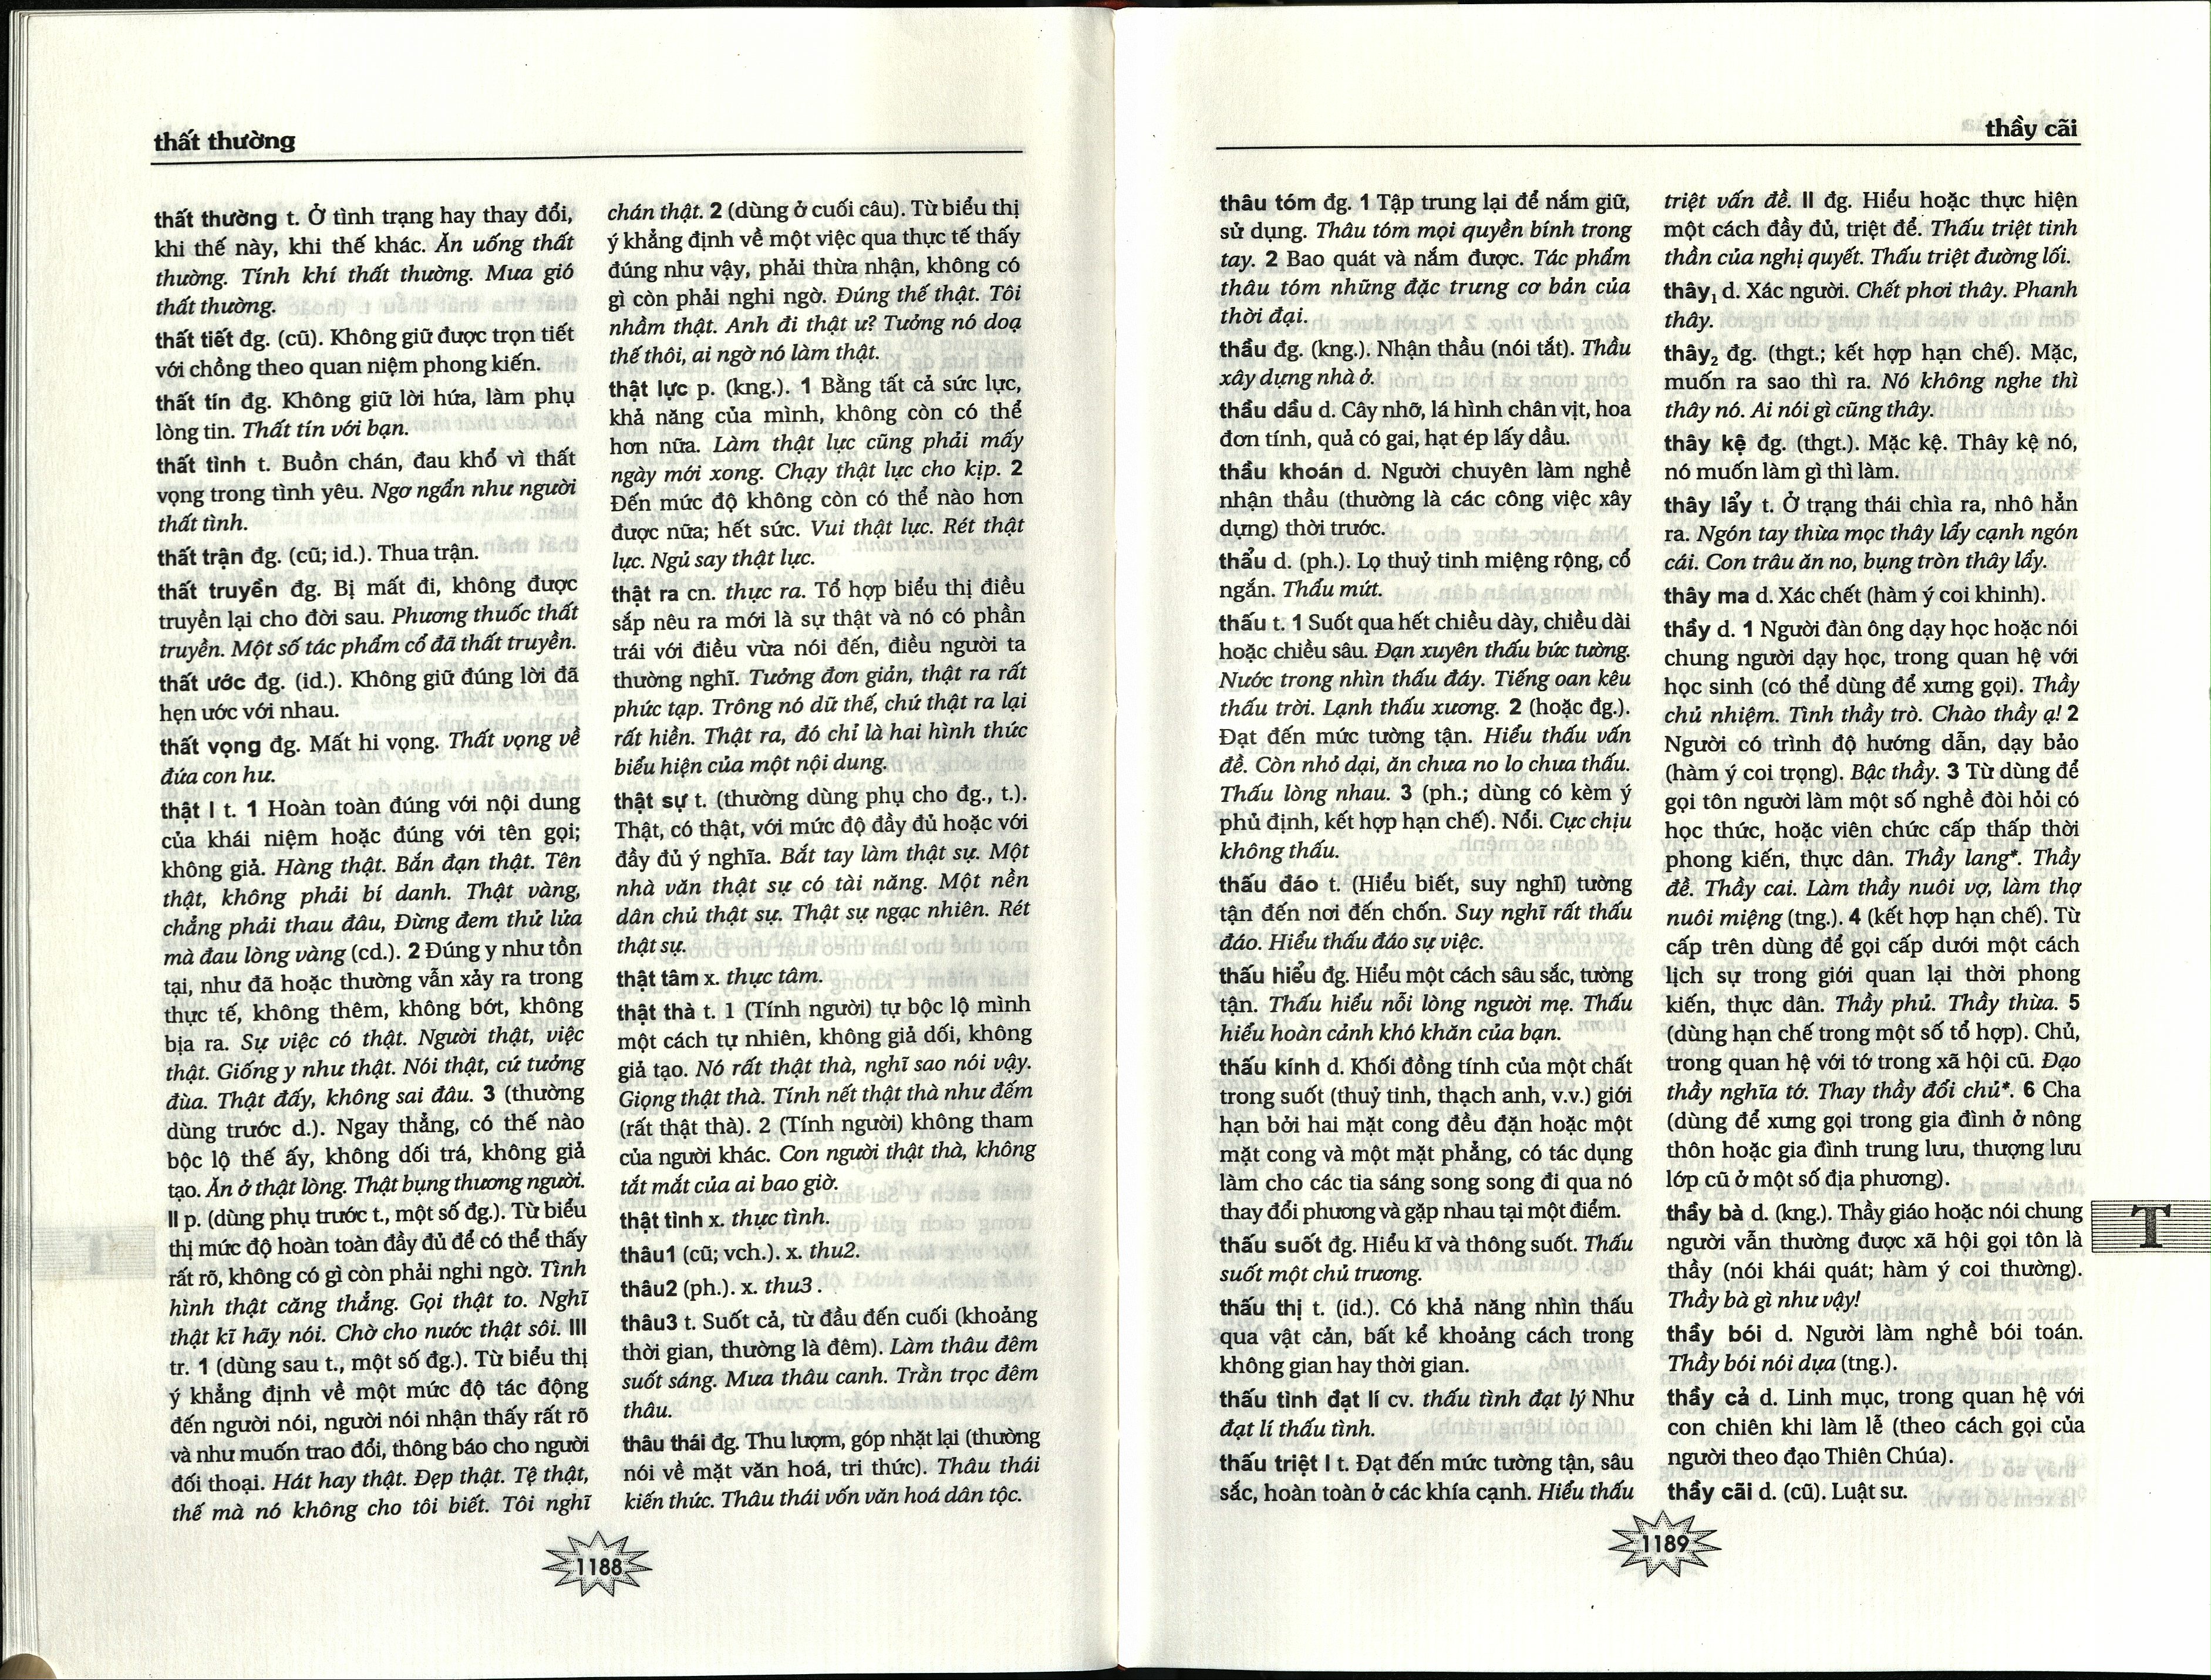 thất thường
thất thường t. Ở tình trạng hay thay đổi,
khi thế này, khi thế khác. Ăn uống thất
thường. Tính khí thất thường. Mưa gió
thất thường.
thất tiết đg. (cũ). Không giữ được trọn tiết
với chồng theo quan niệm phong kiến.
thất tín đg. Không giữ lời hứa, làm phụ
lòng tin. Thất tín với bạn.
thất tình t. Buồn chán, đau khổ vì thất
vọng trong tình yêu. Ngơ ngẩn như người
thất tình.
thất trận đg. (cũ; id.). Thua trận.
thất truyền đg. Bị mất đi, không được
truyền lại cho đời sau. Phương thuốc thất
truyền. Một số tác phẩm cổ đã thất truyền.
thất ước đg. (id.). Không giữ đúng lời đã
hẹn ước với nhau.
thất vọng đg. Mất hi vọng. Thất vọng về
đứa con hư.
thật I t. 1 Hoàn toàn đúng với nội dung
của khái niệm hoặc đúng với tên gọi;
không giả. Hàng thật. Bắn đạn thật. Tên
thật, không phải bí danh. Thật vàng,
chẳng phải thau đâu, Đừng đem thử lửa
mà đau lòng vàng (cd.). 2 Đúng y như tồn
tại, như đã hoặc thường vẫn xảy ra trong
thực tế, không thêm, không bớt, không
bịa ra. Sự việc có thật. Người thật, việc
thật. Giống y như thật. Nói thật, cứ tưởng
đùa. Thật đấy, không sai đâu. 3 (thường
dùng trước d.). Ngay thẳng, có thế nào
bộc lộ thế ấy, không dối trá, không giả
tạo. Ăn ở thật lòng. Thật bụng thương người.
II p. (dùng phụ trước t., một số đg.). Từ biểu
thị mức độ hoàn toàn đầy đủ để có thể thấy
rất rõ, không có gì còn phải nghi ngờ. Tình
hình thật căng thẳng. Gọi thật to. Nghĩ
thật kĩ hãy nói. Chờ cho nước thật sôi. III
tr. 1 (dùng sau t., một số đg.). Từ biểu thị
ý khẳng định về một mức độ tác động
đến người nói, người nói nhận thấy rất rõ
và như muốn trao đổi, thông báo cho người
đối thoại. Hát hay thật. Đẹp thật. Tệ thật,
thế mà nó không cho tôi biết. Tôi nghĩ
chán thật. 2 (dùng ở cuối câu). Từ biểu thị
ý khẳng định về một việc qua thực tế thấy
đúng như vậy, phải thừa nhận, không có
gì còn phải nghi ngờ. Đúng thế thật. Tôi
nhầm thật. Anh đi thật ư? Tưởng nó doạ
thế thôi, ai ngờ nó làm thật.
thật lực p. (kng.). 1 Bằng tất cả sức lực,
khả năng của mình, không còn có thể
hơn nữa. Làm thật lực cũng phải mấy
ngày mới xong. Chạy thật lực cho kịp. 2
Đến mức độ không còn có thể nào hơn
được nữa; hết sức. Vui thật lực. Rét thật
lực. Ngủ say thật lực.
thật ra cn. thực ra. Tổ hợp biểu thị điều
sắp nêu ra mới là sự thật và nó có phần
trái với điều vừa nói đến, điều người ta
thường nghĩ. Tưởng đơn giản, thật ra rất
phức tạp. Trông nó dữ thế, chứ thật ra lại
rất hiền. Thật ra, đó chỉ là hai hình thức
biểu hiện của một nội dung.
thật sự t. (thường dùng phụ cho đg., t.).
Thật, có thật, với mức độ đầy đủ hoặc với
đầy đủ ý nghĩa. Bắt tay làm thật sự. Một
nhà văn thật sự có tài năng. Một nền
dân chủ thật sự. Thật sự ngạc nhiên. Rét
thật sự.
thật tâm x. thực tâm.
thật thà t. 1 (Tính người) tự bộc lộ mình
một cách tự nhiên, không giả dối, không
giả tạo. Nó rất thật thà, nghĩ sao nói vậy.
Giọng thật thà. Tính nết thật thà như đếm
(rất thật thà). 2 (Tính người) không tham
của người khác. Con người thật thà, không
tắt mắt của ai bao giờ.
thật tình x. thực tình.
thâu1 (cũ; vch.). x. thu2.
thâu2 (ph.). x. thu3 .
thâu3 t. Suốt cả, từ đầu đến cuối (khoảng
thời gian, thường là đêm). Làm thâu đêm
suốt sáng. Mưa thâu canh. Trằn trọc đêm
thâu.
thâu thái đg. Thu lượm, góp nhặt lại (thường
nói về mặt văn hoá, tri thức). Thâu thái
kiến thức. Thâu thái vốn văn hoá dân tộc.
1188
thầy cãi
thâu tóm đg. 1 Tập trung lại để nắm giữ,
sử dụng. Thâu tóm mọi quyền bính trong
tay. 2 Bao quát và nắm được. Tác phẩm
thâu tóm những đặc trưng cơ bản của
thời đại.
thầu đg. (kng.). Nhận thầu (nói tắt). Thầu
xây dựng nhà ở.
thầu dầu d. Cây nhỡ, lá hình chân vịt, hoa
đơn tính, quả có gai, hạt ép lấy dầu.
thầu khoán d. Người chuyên làm nghề
nhận thầu (thường là các công việc xây
dựng) thời trước.
thẩu d. (ph.). Lọ thuỷ tinh miệng rộng, cổ
ngắn. Thẩu mứt.
thấu t. 1 Suốt qua hết chiều dày, chiều dài
hoặc chiều sâu. Đạn xuyên thấu bức tường.
Nước trong nhìn thấu đáy. Tiếng oan kêu
thấu trời. Lạnh thấu xương. 2 (hoặc đg.).
Đạt đến mức tường tận. Hiểu thấu vấn
đề. Còn nhỏ dại, ăn chưa no lo chưa thấu.
Thấu lòng nhau. 3 (ph.; dùng có kèm ý
phủ định, kết hợp hạn chế). Nổi. Cực chịu
không thấu.
thấu đáo t. (Hiểu biết, suy nghĩ) tường
tận đến nơi đến chốn. Suy nghĩ rất thấu
đáo. Hiểu thấu đáo sự việc.
thấu hiểu đg. Hiểu một cách sâu sắc, tường
tận. Thấu hiểu nỗi lòng người mẹ. Thấu
hiểu hoàn cảnh khó khăn của bạn.
thấu kính d. Khối đồng tính của một chất
trong suốt (thuỷ tinh, thạch anh, v.v.) giới
hạn bởi hai mặt cong đều đặn hoặc một
mặt cong và một mặt phẳng, có tác dụng
làm cho các tia sáng song song đi qua nó
thay đổi phương và gặp nhau tại một điểm.
thấu suốt đg. Hiểu kĩ và thông suốt. Thấu
suốt một chủ trương.
thấu thị t. (id.). Có khả năng nhìn thấu
qua vật cản, bất kể khoảng cách trong
không gian hay thời gian.
thấu tình đạt lí cv. thấu tình đạt lý Như
đạt lí thấu tình.
thấu triệt I t. Đạt đến mức tường tận, sâu
sắc, hoàn toàn ở các khía cạnh. Hiểu thấu
triệt vấn đề. II đg. Hiểu hoặc thực hiện
một cách đầy đủ, triệt để. Thấu triệt tinh
thần của nghị quyết. Thấu triệt đường lối.
thây1 d. Xác người. Chết phơi thây. Phanh
thây.
thây2 đg. (thgt.; kết hợp hạn chế). Mặc,
muốn ra sao thì ra. Nó không nghe thì
thây nó. Ai nói gì cũng thây.
thây kệ đg. (thgt.). Mặc kệ. Thây kệ nó,
nó muốn làm gì thì làm.
thây lẩy t. Ở trạng thái chìa ra, nhô hẳn
ra. Ngón tay thừa mọc thây lẩy cạnh ngón
cái. Con trâu ăn no, bụng tròn thây lẩy.
thây ma d. Xác chết (hàm ý coi khinh).
thầy d. 1 Người đàn ông dạy học hoặc nói
chung người dạy học, trong quan hệ với
học sinh (có thể dùng để xưng gọi). Thầy
chủ nhiệm. Tình thầy trò. Chào thầy ạ! 2
Người có trình độ hướng dẫn, dạy bảo
(hàm ý coi trọng). Bậc thầy. 3 Từ dùng để
gọi tôn người làm một số nghề đòi hỏi có
học thức, hoặc viên chức cấp thấp thời
phong kiến, thực dân. Thầy lang*. Thầy
đề. Thầy cai. Làm thầy nuôi vợ, làm thợ
nuôi miệng (tng.). 4 (kết hợp hạn chế). Từ
cấp trên dùng để gọi cấp dưới một cách
lịch sự trong giới quan lại thời phong
kiến, thực dân. Thầy phủ. Thầy thừa. 5
(dùng hạn chế trong một số tổ hợp). Chủ,
trong quan hệ với tớ trong xã hội cũ. Đạo
thầy nghĩa tớ. Thay thầy đổi chủ*. 6 Cha
(dùng để xưng gọi trong gia đình ở nông
thôn hoặc gia đình trung lưu, thượng lưu
lớp cũ ở một số địa phương).
thầy bà d. (kng.). Thầy giáo hoặc nói chung
người vẫn thường được xã hội gọi tôn là
thầy (nói khái quát; hàm ý coi thường).
Thầy bà gì như vậy!
thầy bói d. Người làm nghề bói toán.
Thầy bói nói dựa (tng.).
thầy cả d. Linh mục, trong quan hệ với
con chiên khi làm lễ (theo cách gọi của
người theo đạo Thiên Chúa).
thầy cãi d. (cũ). Luật sư.
T
1189